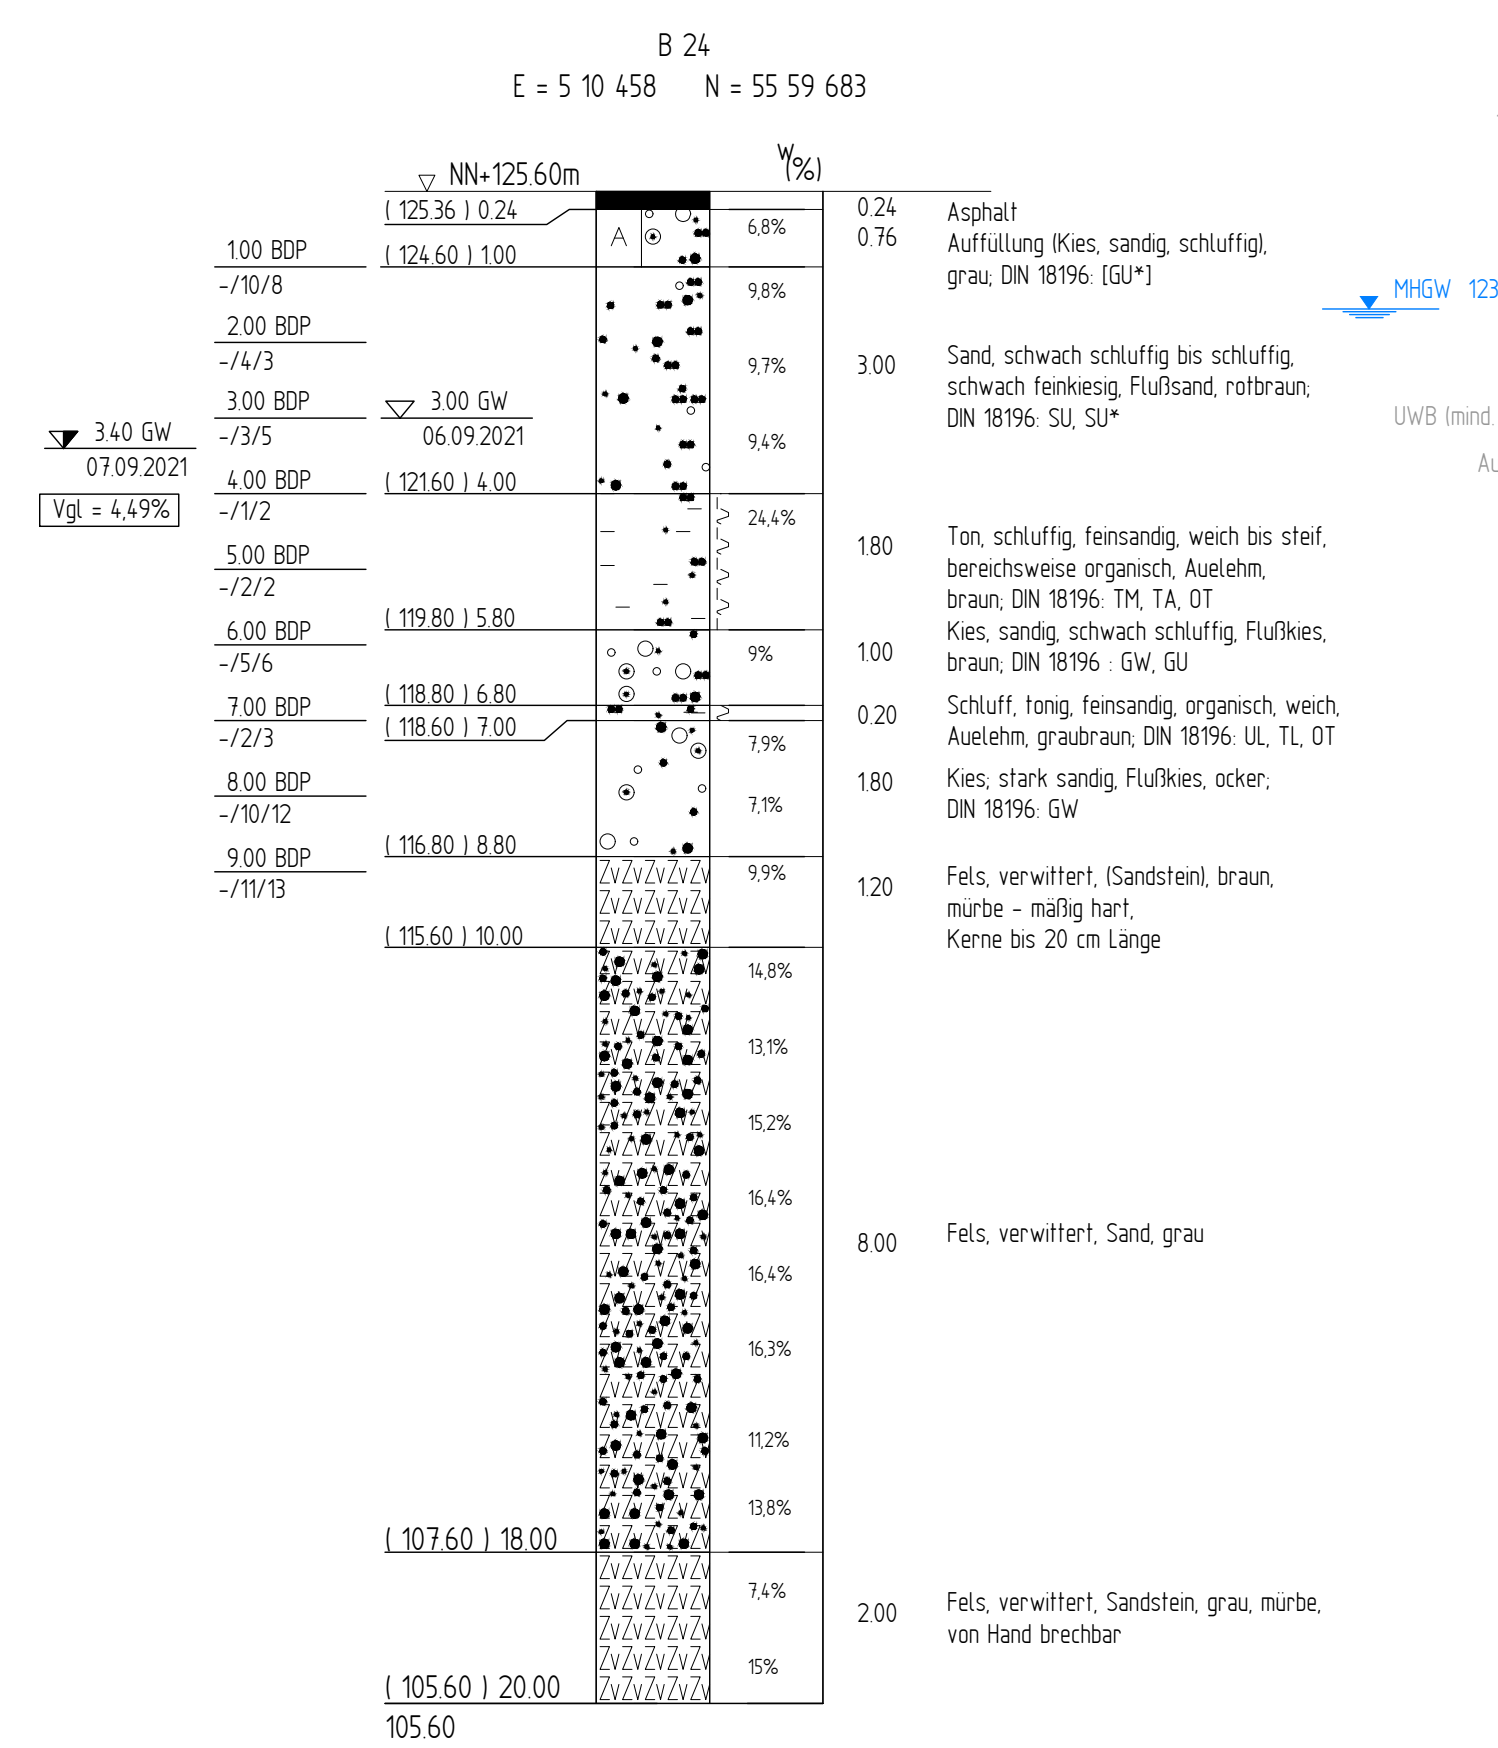 B 24
E = 5 10 458 N = 55 59 683
NN+125.60m
W
(%)
( 125.36 ) 0.24
( 124.60 ) 1.00
3.00 GW
06.09.2021
( 121.60 ) 4.00
( 119.80 ) 5.80
( 118.80 ) 6.80
( 118.60 ) 7.00
( 116.80 ) 8.80
( 115.60 ) 10.00
( 107.60 ) 18.00
( 105.60 ) 20.00
105.60
1.00 BDP
-/10/8
2.00 BDP
-/4/3
3.00 BDP
-/3/5
4.00 BDP
-/1/2
5.00 BDP
-/2/2
6.00 BDP
-/5/6
7.00 BDP
-/2/3
8.00 BDP
-/10/12
9.00 BDP
-/11/13
3.40 GW
07.09.2021
Vgl = 4,49%
A
6,8%
9,8%
9,7%
9,4%
24,4%
9%
7,9%
7,1%
9,9%
14,8%
13,1%
15,2%
16,4%
16,4%
16,3%
11,2%
13,8%
7,4%
15%
0.24 Asphalt
0.76 Auffüllung (Kies, sandig, schluffig),
grau; DIN 18196: [GU*]
3.00 Sand, schwach schluffig bis schluffig,
schwach feinkiesig, Flußsand, rotbraun;
DIN 18196: SU, SU*
1.80 Ton, schluffig, feinsandig, weich bis steif,
bereichsweise organisch, Auelehm,
braun; DIN 18196: TM, TA, OT
1.00 Kies, sandig, schwach schluffig, Flußkies,
braun; DIN 18196 : GW, GU
0.20 Schluff, tonig, feinsandig, organisch, weich,
Auelehm, graubraun; DIN 18196: UL, TL, OT
1.80 Kies; stark sandig, Flußkies, ocker;
DIN 18196: GW
1.20 Fels, verwittert, (Sandstein), braun,
mürbe - mäßig hart,
Kerne bis 20 cm Länge
8.00 Fels, verwittert, Sand, grau
2.00 Fels, verwittert, Sandstein, grau, mürbe,
von Hand brechbar
MHGW 123
UWB (mind.